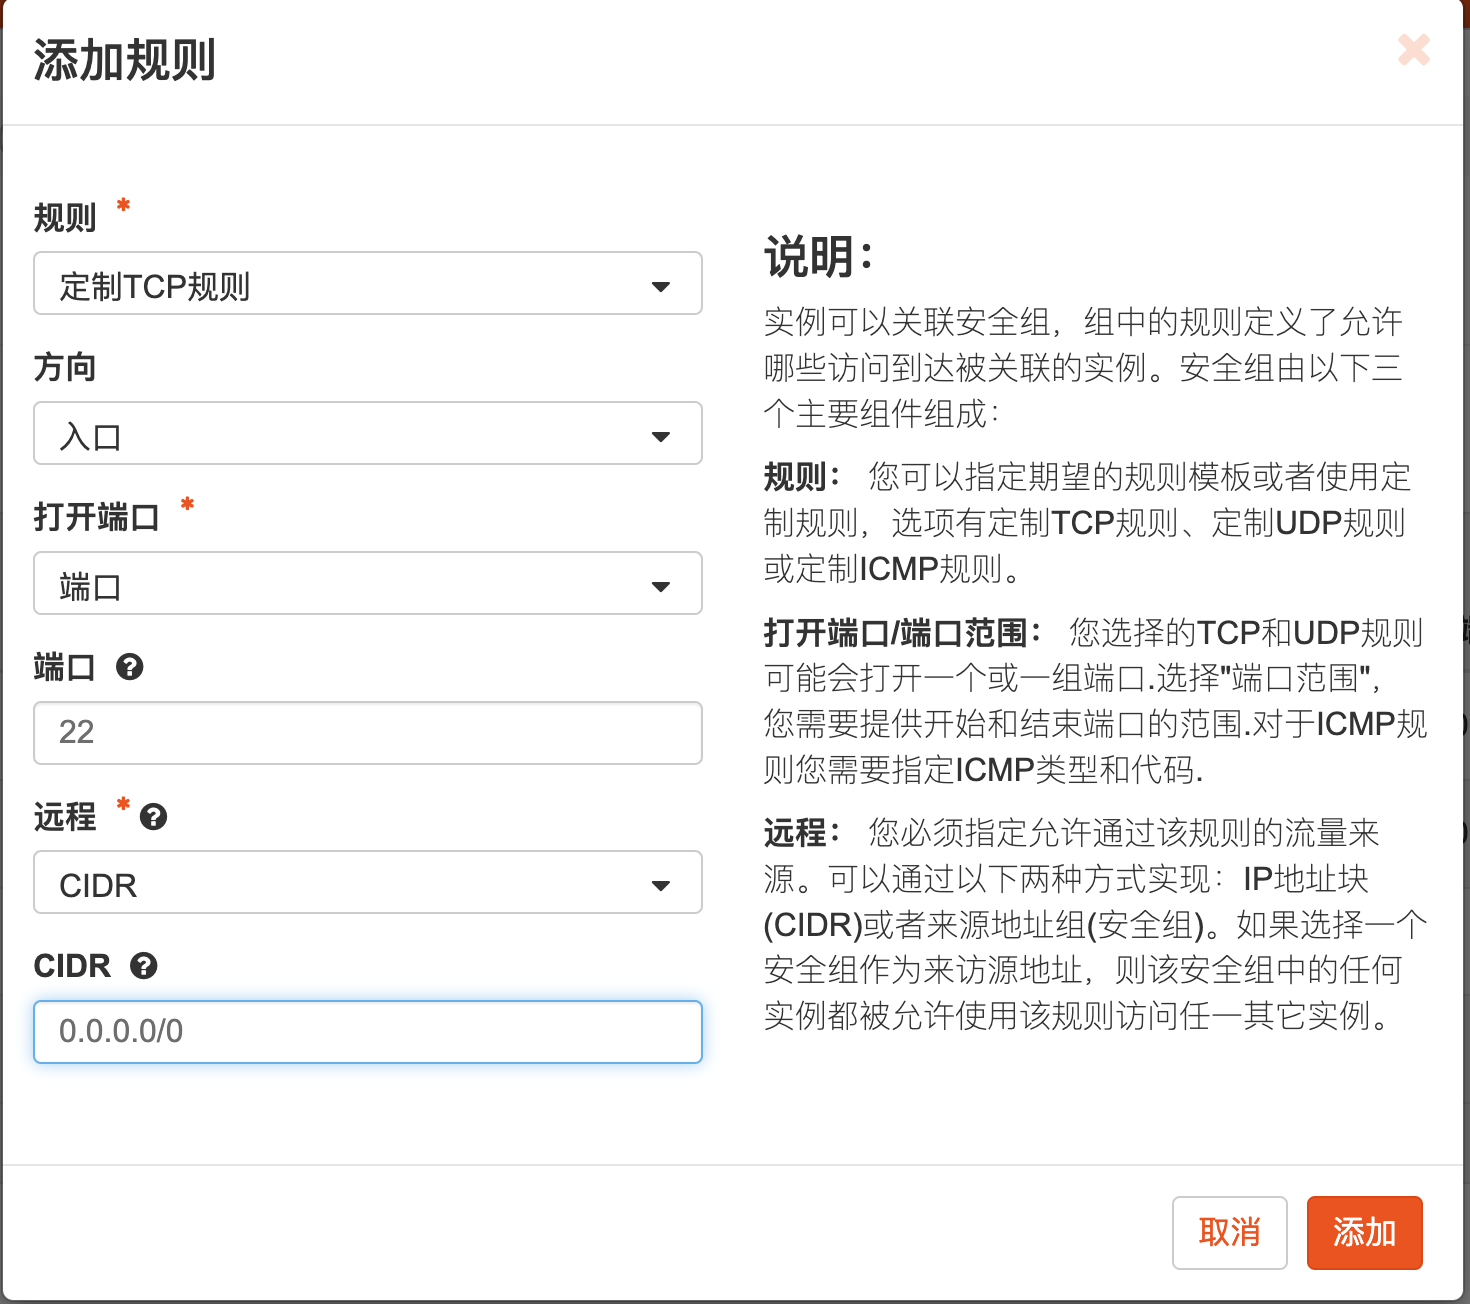 添加规则
规则 *
定制TCP规则
方向
入口
打开端口 *
端口
端口
22
远程 *
CIDR
CIDR
0.0.0.0/0
说明：
实例可以关联安全组，组中的规则定义了允许
哪些访问到达被关联的实例。安全组由以下三
个主要组件组成：
规则： 您可以指定期望的规则模板或者使用定
制规则，选项有定制TCP规则、定制UDP规则
或定制ICMP规则。
打开端口/端口范围： 您选择的TCP和UDP规则
可能会打开一个或一组端口.选择"端口范围",
您需要提供开始和结束端口的范围.对于ICMP规
则您需要指定ICMP类型和代码.
远程： 您必须指定允许通过该规则的流量来
源。可以通过以下两种方式实现：IP地址块
(CIDR)或者来源地址组(安全组)。如果选择一个
安全组作为来访源地址，则该安全组中的任何
实例都被允许使用该规则访问任一其它实例。
取消
添加